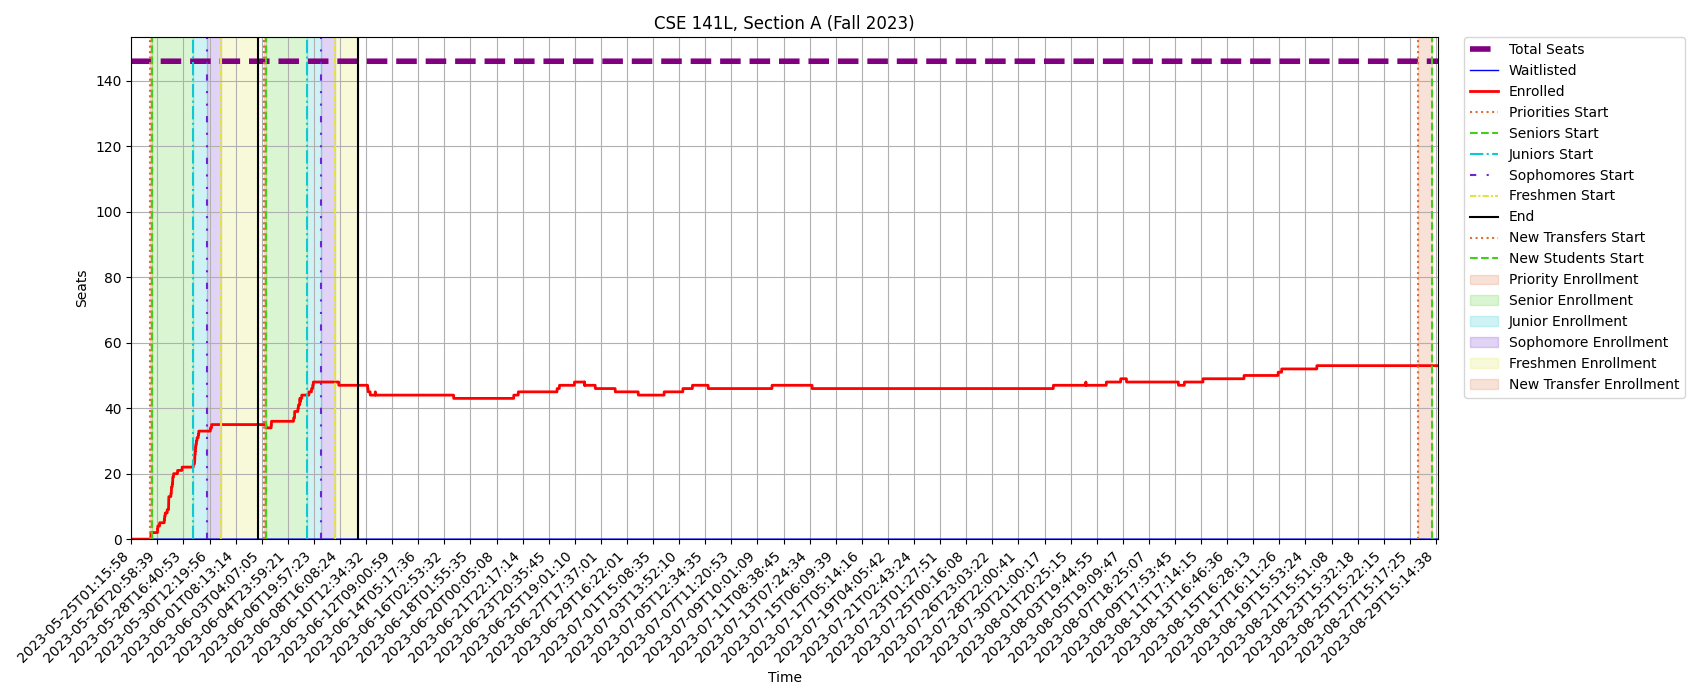 CSE 141L, Section A (Fall 2023)
Seats
140
120
100
80
60
40
20
0
2023-05-25T01:15:58
2023-05-26T20:58:39
2023-05-28T16:40:53
2023-05-30T12:19:56
2023-06-01T08:13:14
2023-06-03T04:07:05
2023-06-04T23:59:21
2023-06-06T19:57:23
2023-06-08T16:08:24
2023-06-10T12:34:32
2023-06-12T09:00:59
2023-06-14T05:17:36
2023-06-16T02:53:32
2023-06-18T01:53:35
2023-06-20T00:05:08
2023-06-21T22:17:14
2023-06-23T20:35:45
2023-06-25T19:01:10
2023-06-27T17:37:01
2023-06-29T16:22:01
2023-07-01T15:08:35
2023-07-03T13:52:10
2023-07-05T12:34:35
2023-07-07T11:20:53
2023-07-09T10:01:09
2023-07-11T08:38:45
2023-07-13T07:24:34
2023-07-15T06:09:39
2023-07-17T05:14:16
2023-07-19T04:05:42
2023-07-21T02:43:24
2023-07-23T01:27:51
2023-07-25T00:16:08
2023-07-26T23:03:22
2023-07-28T22:00:41
2023-07-30T21:00:17
2023-08-01T20:25:15
2023-08-03T19:44:55
2023-08-05T19:09:47
2023-08-07T18:25:07
2023-08-09T17:53:45
2023-08-11T17:14:15
2023-08-13T16:46:36
2023-08-15T16:28:13
2023-08-17T16:11:26
2023-08-19T15:53:24
2023-08-21T15:51:08
2023-08-23T15:32:18
2023-08-25T15:22:15
2023-08-27T15:17:25
2023-08-29T15:14:38
Time
Total Seats
Waitlisted
Enrolled
Priorities Start
Seniors Start
Juniors Start
Sophomores Start
Freshmen Start
End
New Transfers Start
New Students Start
Priority Enrollment
Senior Enrollment
Junior Enrollment
Sophomore Enrollment
Freshmen Enrollment
New Transfer Enrollment